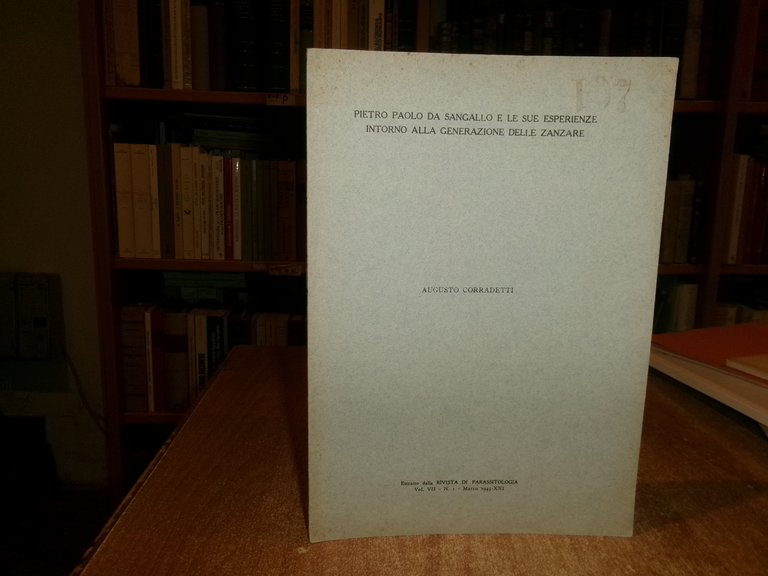 PIETRO PAOLO DA SANGALLO E LE SUE ESPERIENZE
INTORNO ALLA GENERAZIONE DELLE ZANZARE
AUGUSTO CORRADETTI
Estratto dalla RIVISTA DI PARASSITOLOGIA
Vol. VII - N. 1 - Marzo 1943-XXI